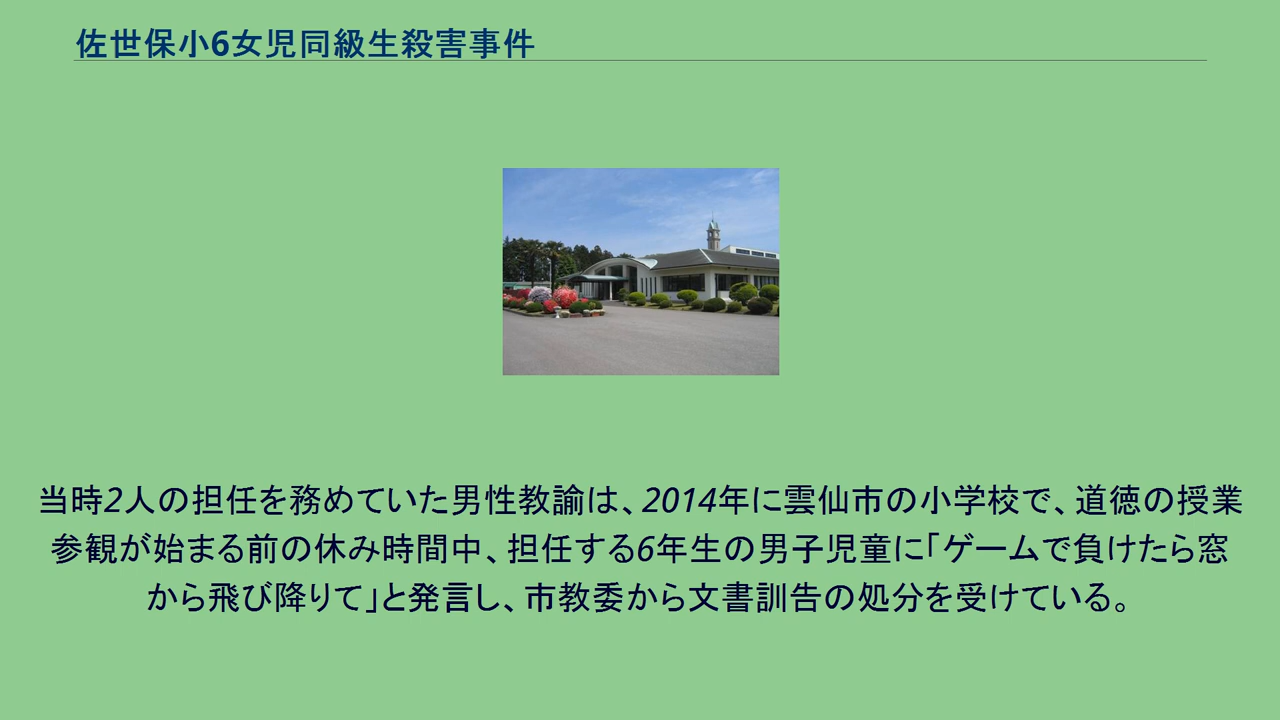 佐世保小6女児同級生殺害事件
当時2人の担任を務めていた男性教諭は、2014年に雲仙市の小学校で、道徳の授業
参観が始まる前の休み時間中、担任する6年生の男子児童に「ゲームで負けたら窓
から飛び降りて」と発言し、市教委から文書訓告の処分を受けている。